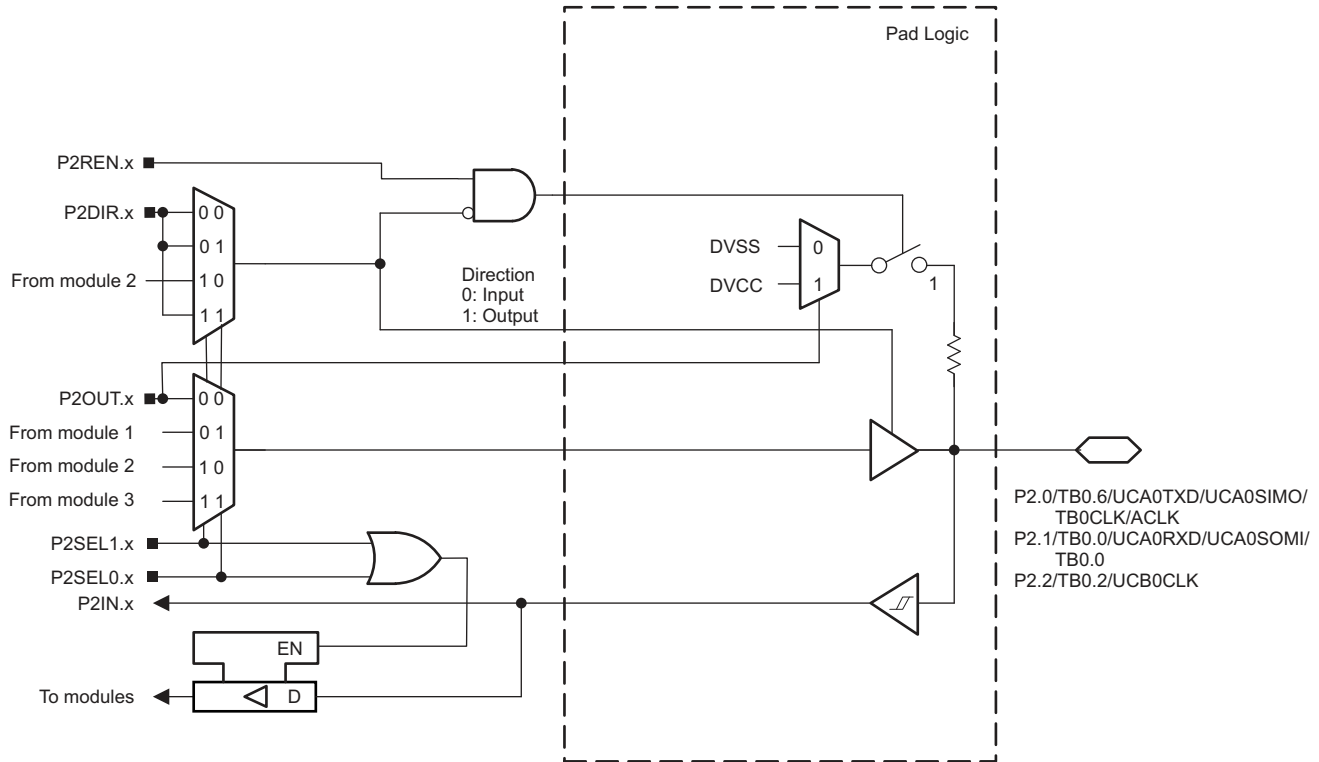 Pad Logic
P2REN.x
P2DIR.x
0 0
0 1
From module 2
1 0
1 1
Direction
0: Input
1: Output
DVSS
0
DVCC
1
1
P2OUT.x
0 0
From module 1
0 1
From module 2
1 0
From module 3
1 1
P2SEL1.x
P2SEL0.x
P2IN.x
EN
To modules
D
P2.0/TB0.6/UCA0TXD/UCA0SIMO/
TB0CLK/ACLK
P2.1/TB0.0/UCA0RXD/UCA0SOMI/
TB0.0
P2.2/TB0.2/UCB0CLK